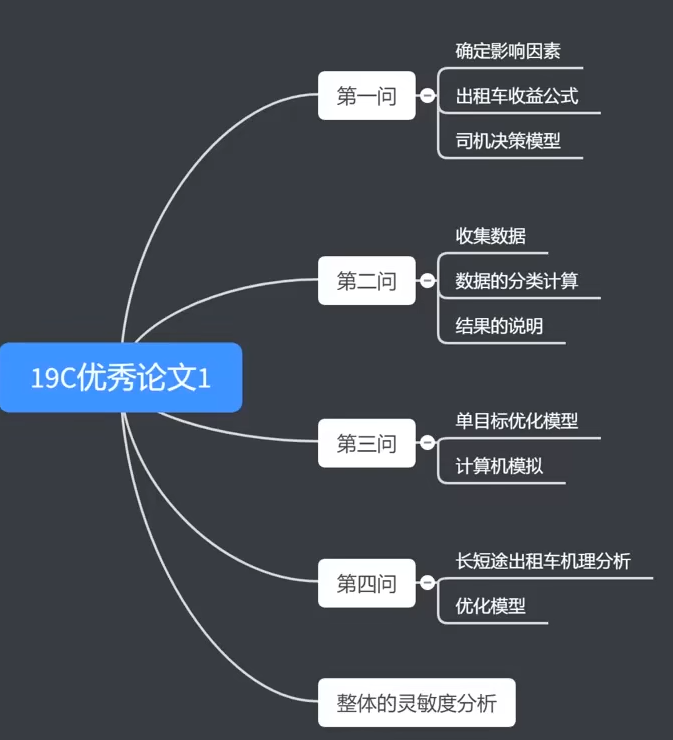 19C优秀论文1
第一问
确定影响因素
出租车收益公式
司机决策模型
第二问
收集数据
数据的分类计算
结果的说明
第三问
单目标优化模型
计算机模拟
第四问
长短途出租车机理分析
优化模型
整体的灵敏度分析